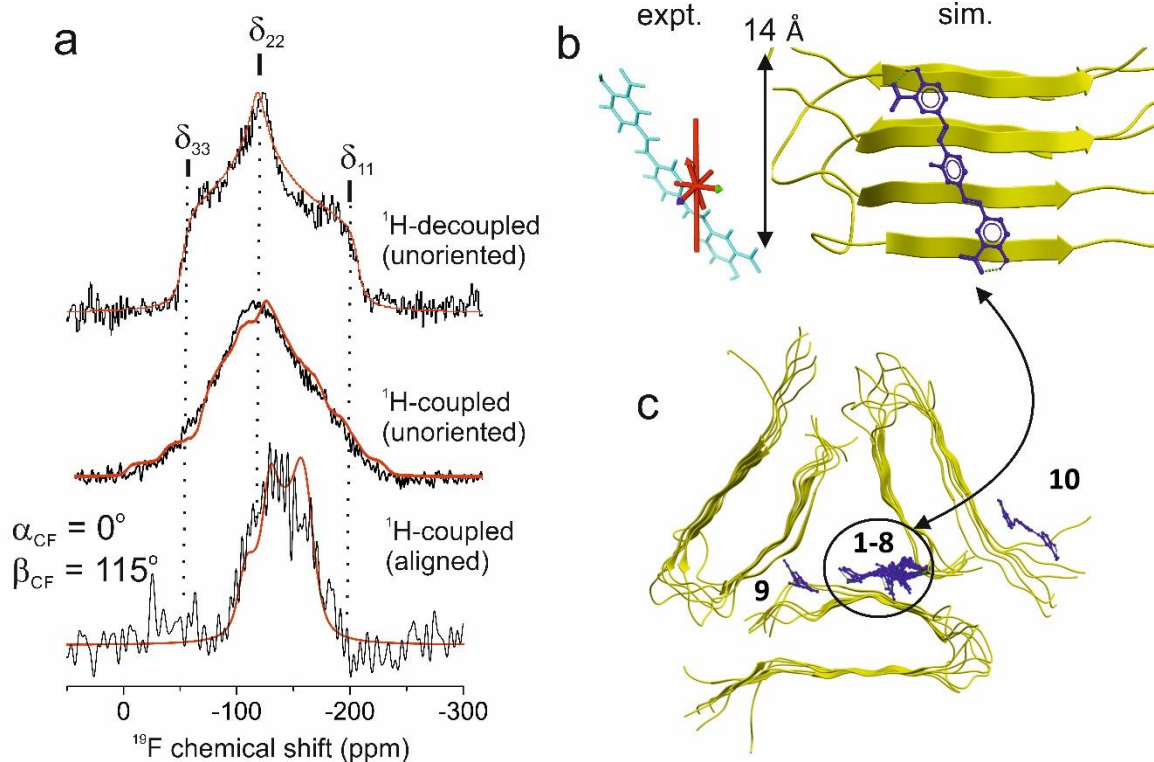 a
δ22
δ33
δ11
¹H-decoupled
(unoriented)
¹H-coupled
(unoriented)
¹H-coupled
(aligned)
αCF = 0°
βCF = 115°
0
-100
-200
-300
¹⁹F chemical shift (ppm)
b
expt.
14 Å
sim.
c
10
1-8
9